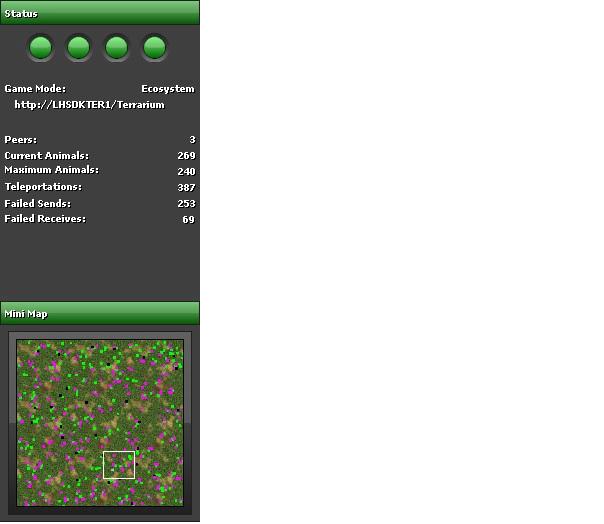 Status
Game Mode: Ecosystem
http://LHSDKTER1/Terrarium
Peers: 3
Current Animals: 269
Maximum Animals: 240
Teleportations: 387
Failed Sends: 253
Failed Receives: 69
Mini Map